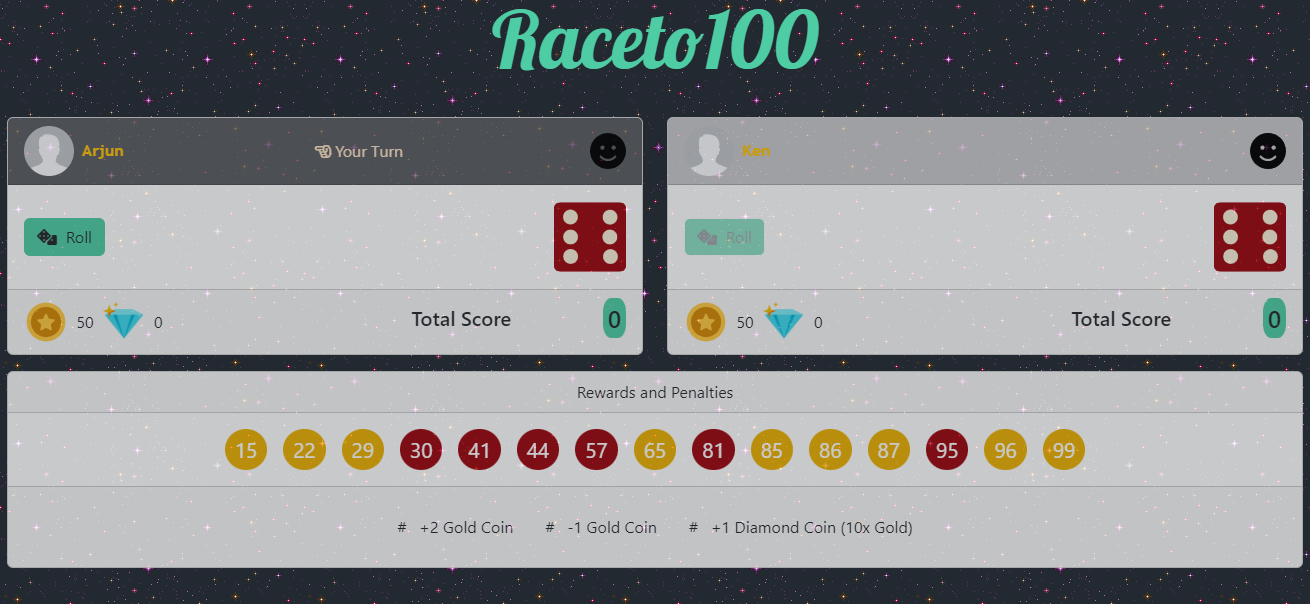 Raceto100
Arjun
Your Turn
Roll
50
0
Total Score
0
Ken
Roll
50
0
Total Score
0
Rewards and Penalties
15 22 29 30 41 44 57 65 81 85 86 87 95 96 99
# +2 Gold Coin # -1 Gold Coin # +1 Diamond Coin (10x Gold)